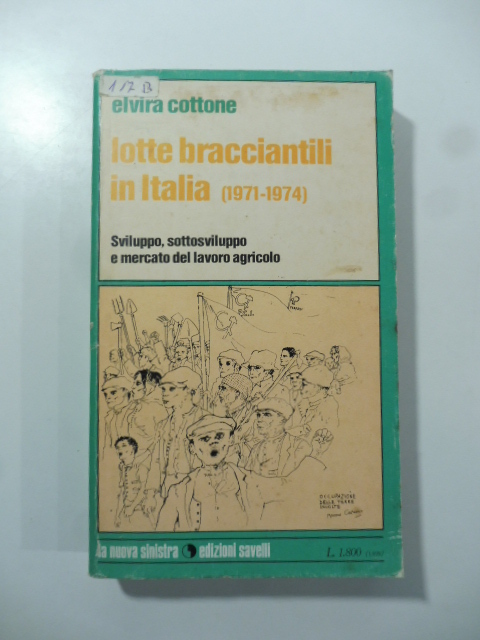 1/7 B
elvira cottone
lotte bracciantili
in Italia (1971-1974)
Sviluppo, sottosviluppo
e mercato del lavoro agricolo
OCCUPAZIONE
DELLE TERRE
la nuova sinistra edizioni savelli
L. 1.800